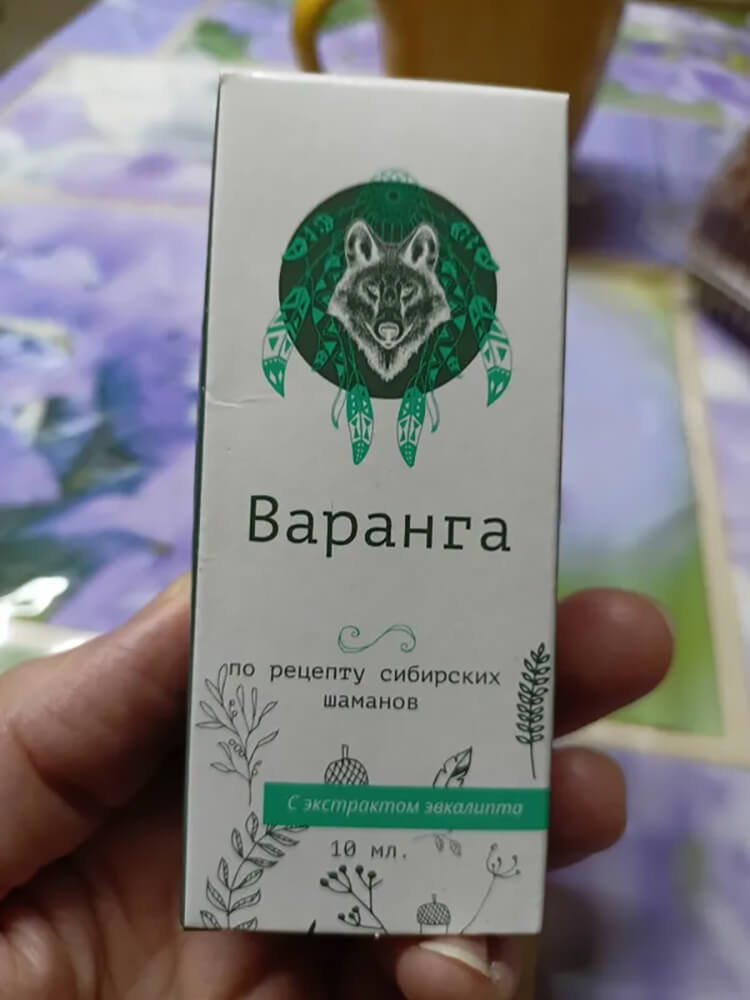 Варанга
по рецепту сибирских
шаманов
С экстрактом эвкалипта
10 мл.